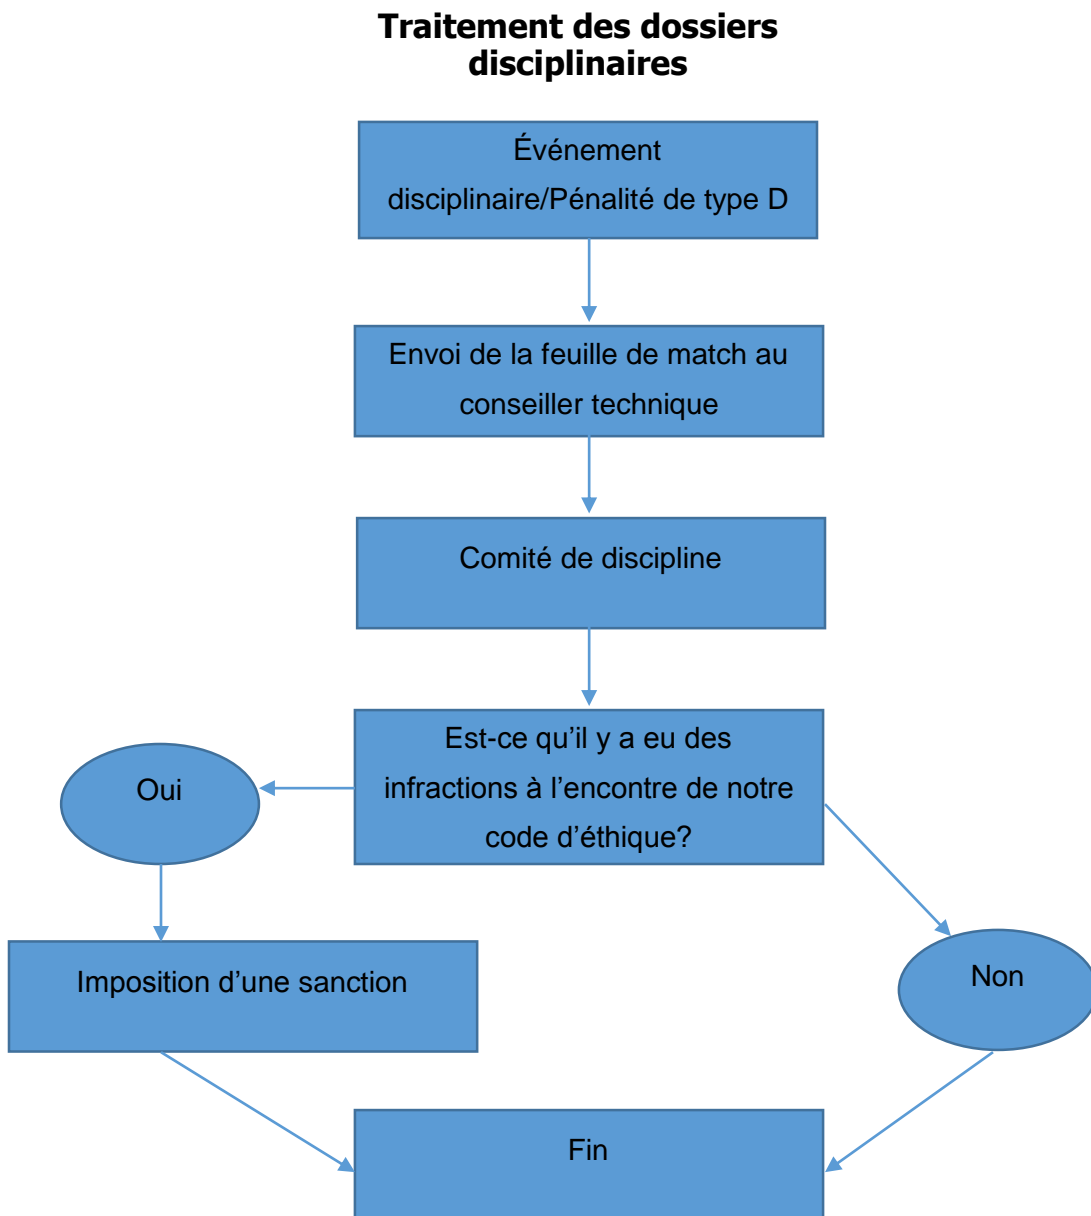 Traitement des dossiers
disciplinaires
Événement
disciplinaire/Pénalité de type D
Envoi de la feuille de match au
conseiller technique
Comité de discipline
Est-ce qu’il y a eu des
infractions à l’encontre de notre
code d’éthique?
Oui
Imposition d’une sanction
Non
Fin